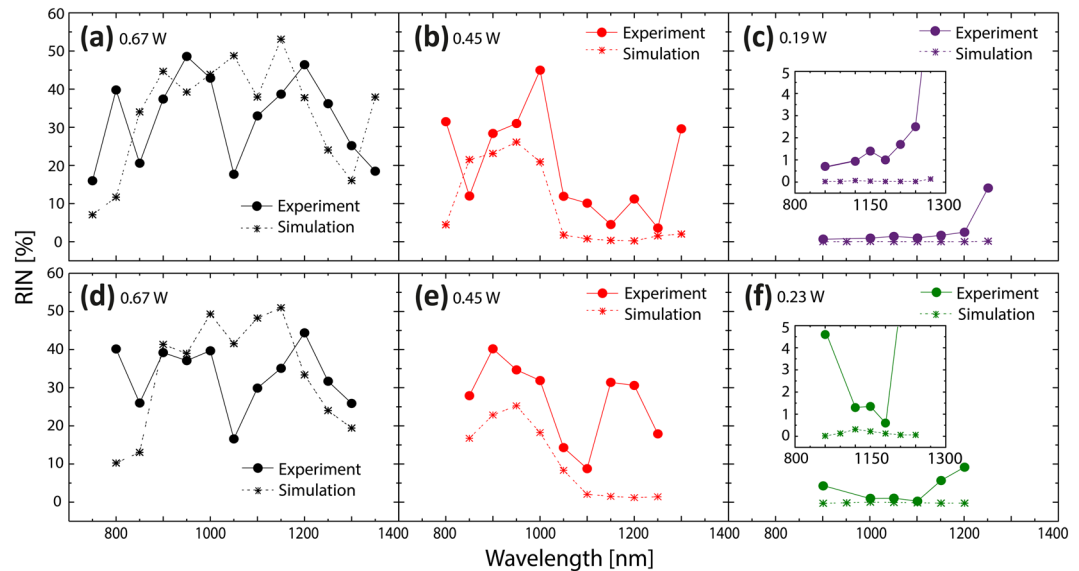 (a) 0.67 W
(b) 0.45 W
(c) 0.19 W
Experiment
Simulation
Experiment
Simulation
Experiment
Simulation
60
50
40
30
20
10
0
5
4
3
2
1
0
800 1150 1300
(d) 0.67 W
(e) 0.45 W
(f) 0.23 W
Experiment
Simulation
Experiment
Simulation
Experiment
Simulation
60
50
40
30
20
10
0
5
4
3
2
1
0
800 1150 1300
800 1000 1200 1400
800 1000 1200 1400
800 1000 1200 1400
RIN [%]
Wavelength [nm]